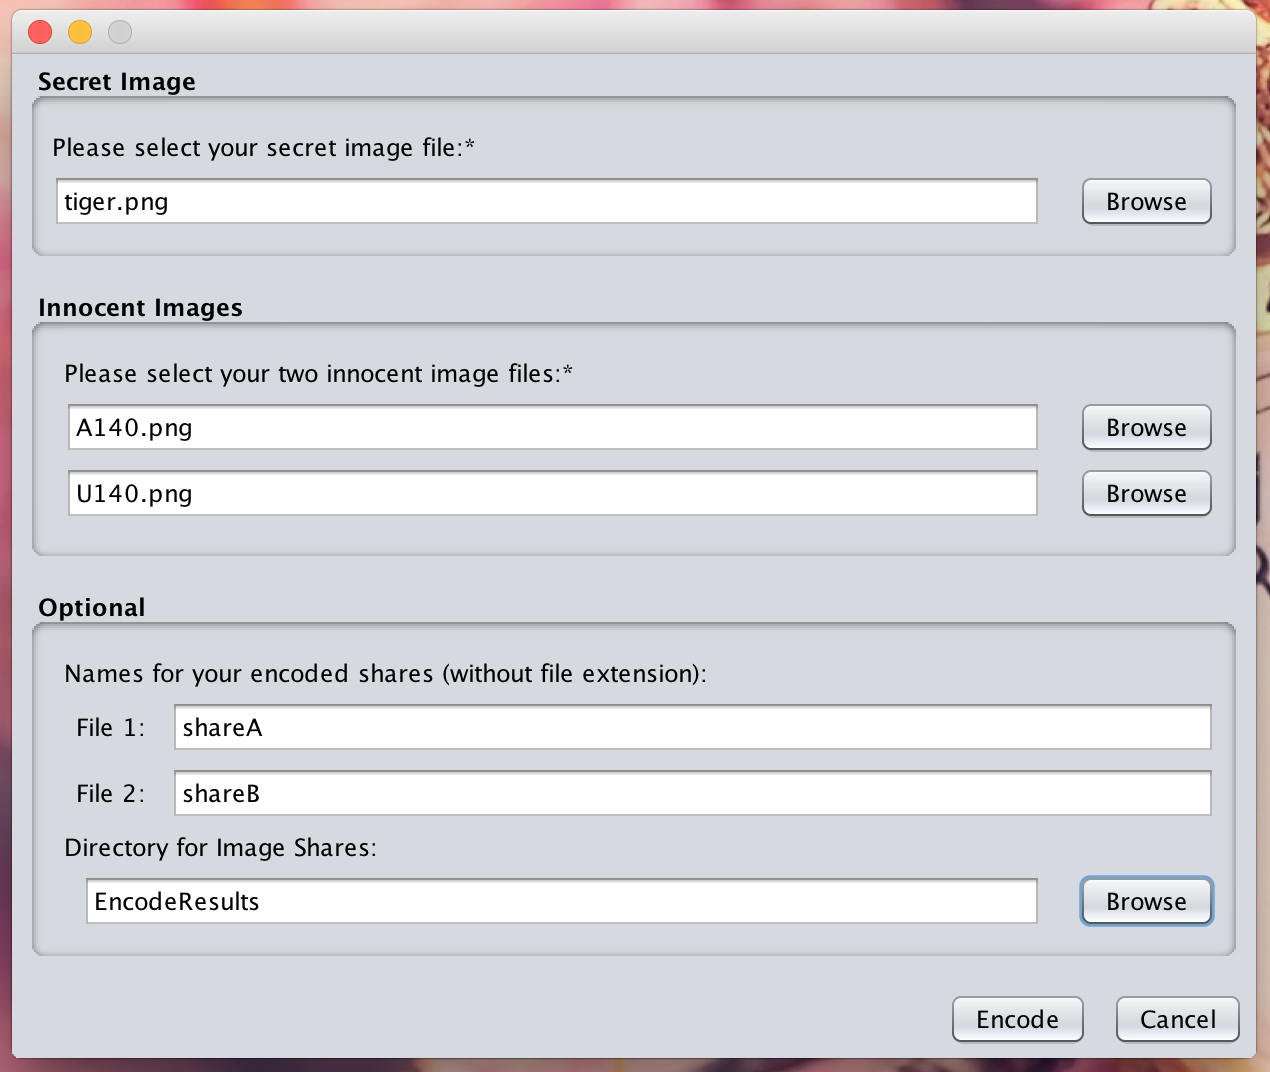 Secret Image
Please select your secret image file:*
tiger.png
Browse
Innocent Images
Please select your two innocent image files:*
A140.png
Browse
U140.png
Browse
Optional
Names for your encoded shares (without file extension):
File 1: shareA
File 2: shareB
Directory for Image Shares:
EncodeResults
Browse
Encode
Cancel